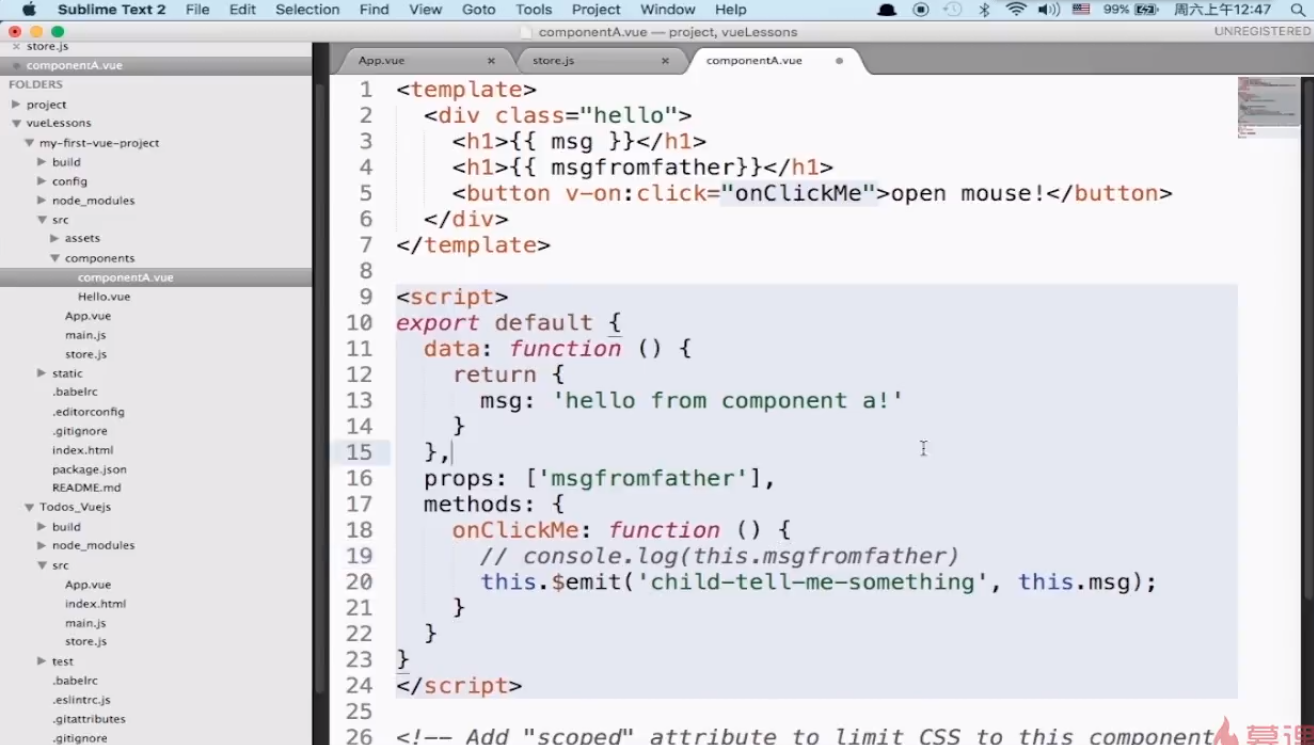 Sublime Text 2 File Edit Selection Find View Goto Tools Project Window Help 99% 周六上午12:47
componentA.vue — project, vueLessons UNREGISTERED
store.js
componentA.vue
FOLDERS
project
vueLessons
my-first-vue-project
build
config
node_modules
src
assets
components
componentA.vue
Hello.vue
App.vue
main.js
store.js
static
.babelrc
.editorconfig
.gitignore
index.html
package.json
README.md
Todos_Vuejs
build
node_modules
src
App.vue
index.html
main.js
store.js
test
.babelrc
.eslintrc.js
.gitattributes
.gitignore
App.vue store.js componentA.vue
1 <template>
2 <div class="hello">
3 <h1>{{ msg }}</h1>
4 <h1>{{ msgfromfather}}</h1>
5 <button v-on:click="onClickMe">open mouse!</button>
6 </div>
7 </template>
8
9 <script>
10 export default {
11 data: function () {
12 return {
13 msg: 'hello from component a!'
14 }
15 },
16 props: ['msgfromfather'],
17 methods: {
18 onClickMe: function () {
19 // console.log(this.msgfromfather)
20 this.$emit('child-tell-me-something', this.msg);
21 }
22 }
23 }
24 </script>
25
26 <!-- Add "scoped" attribute to limit CSS to this component